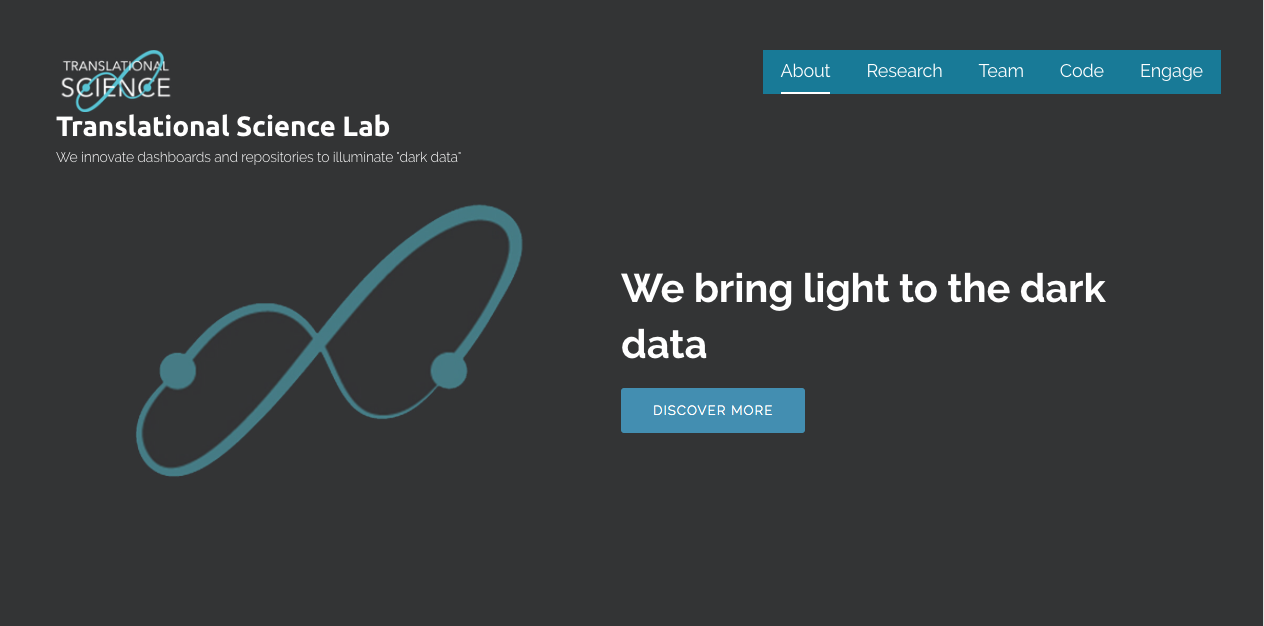 TRANSLATIONAL
SCIENCE
Translational Science Lab
We innovate dashboards and repositories to illuminate "dark data"
About Research Team Code Engage
We bring light to the dark
data
DISCOVER MORE